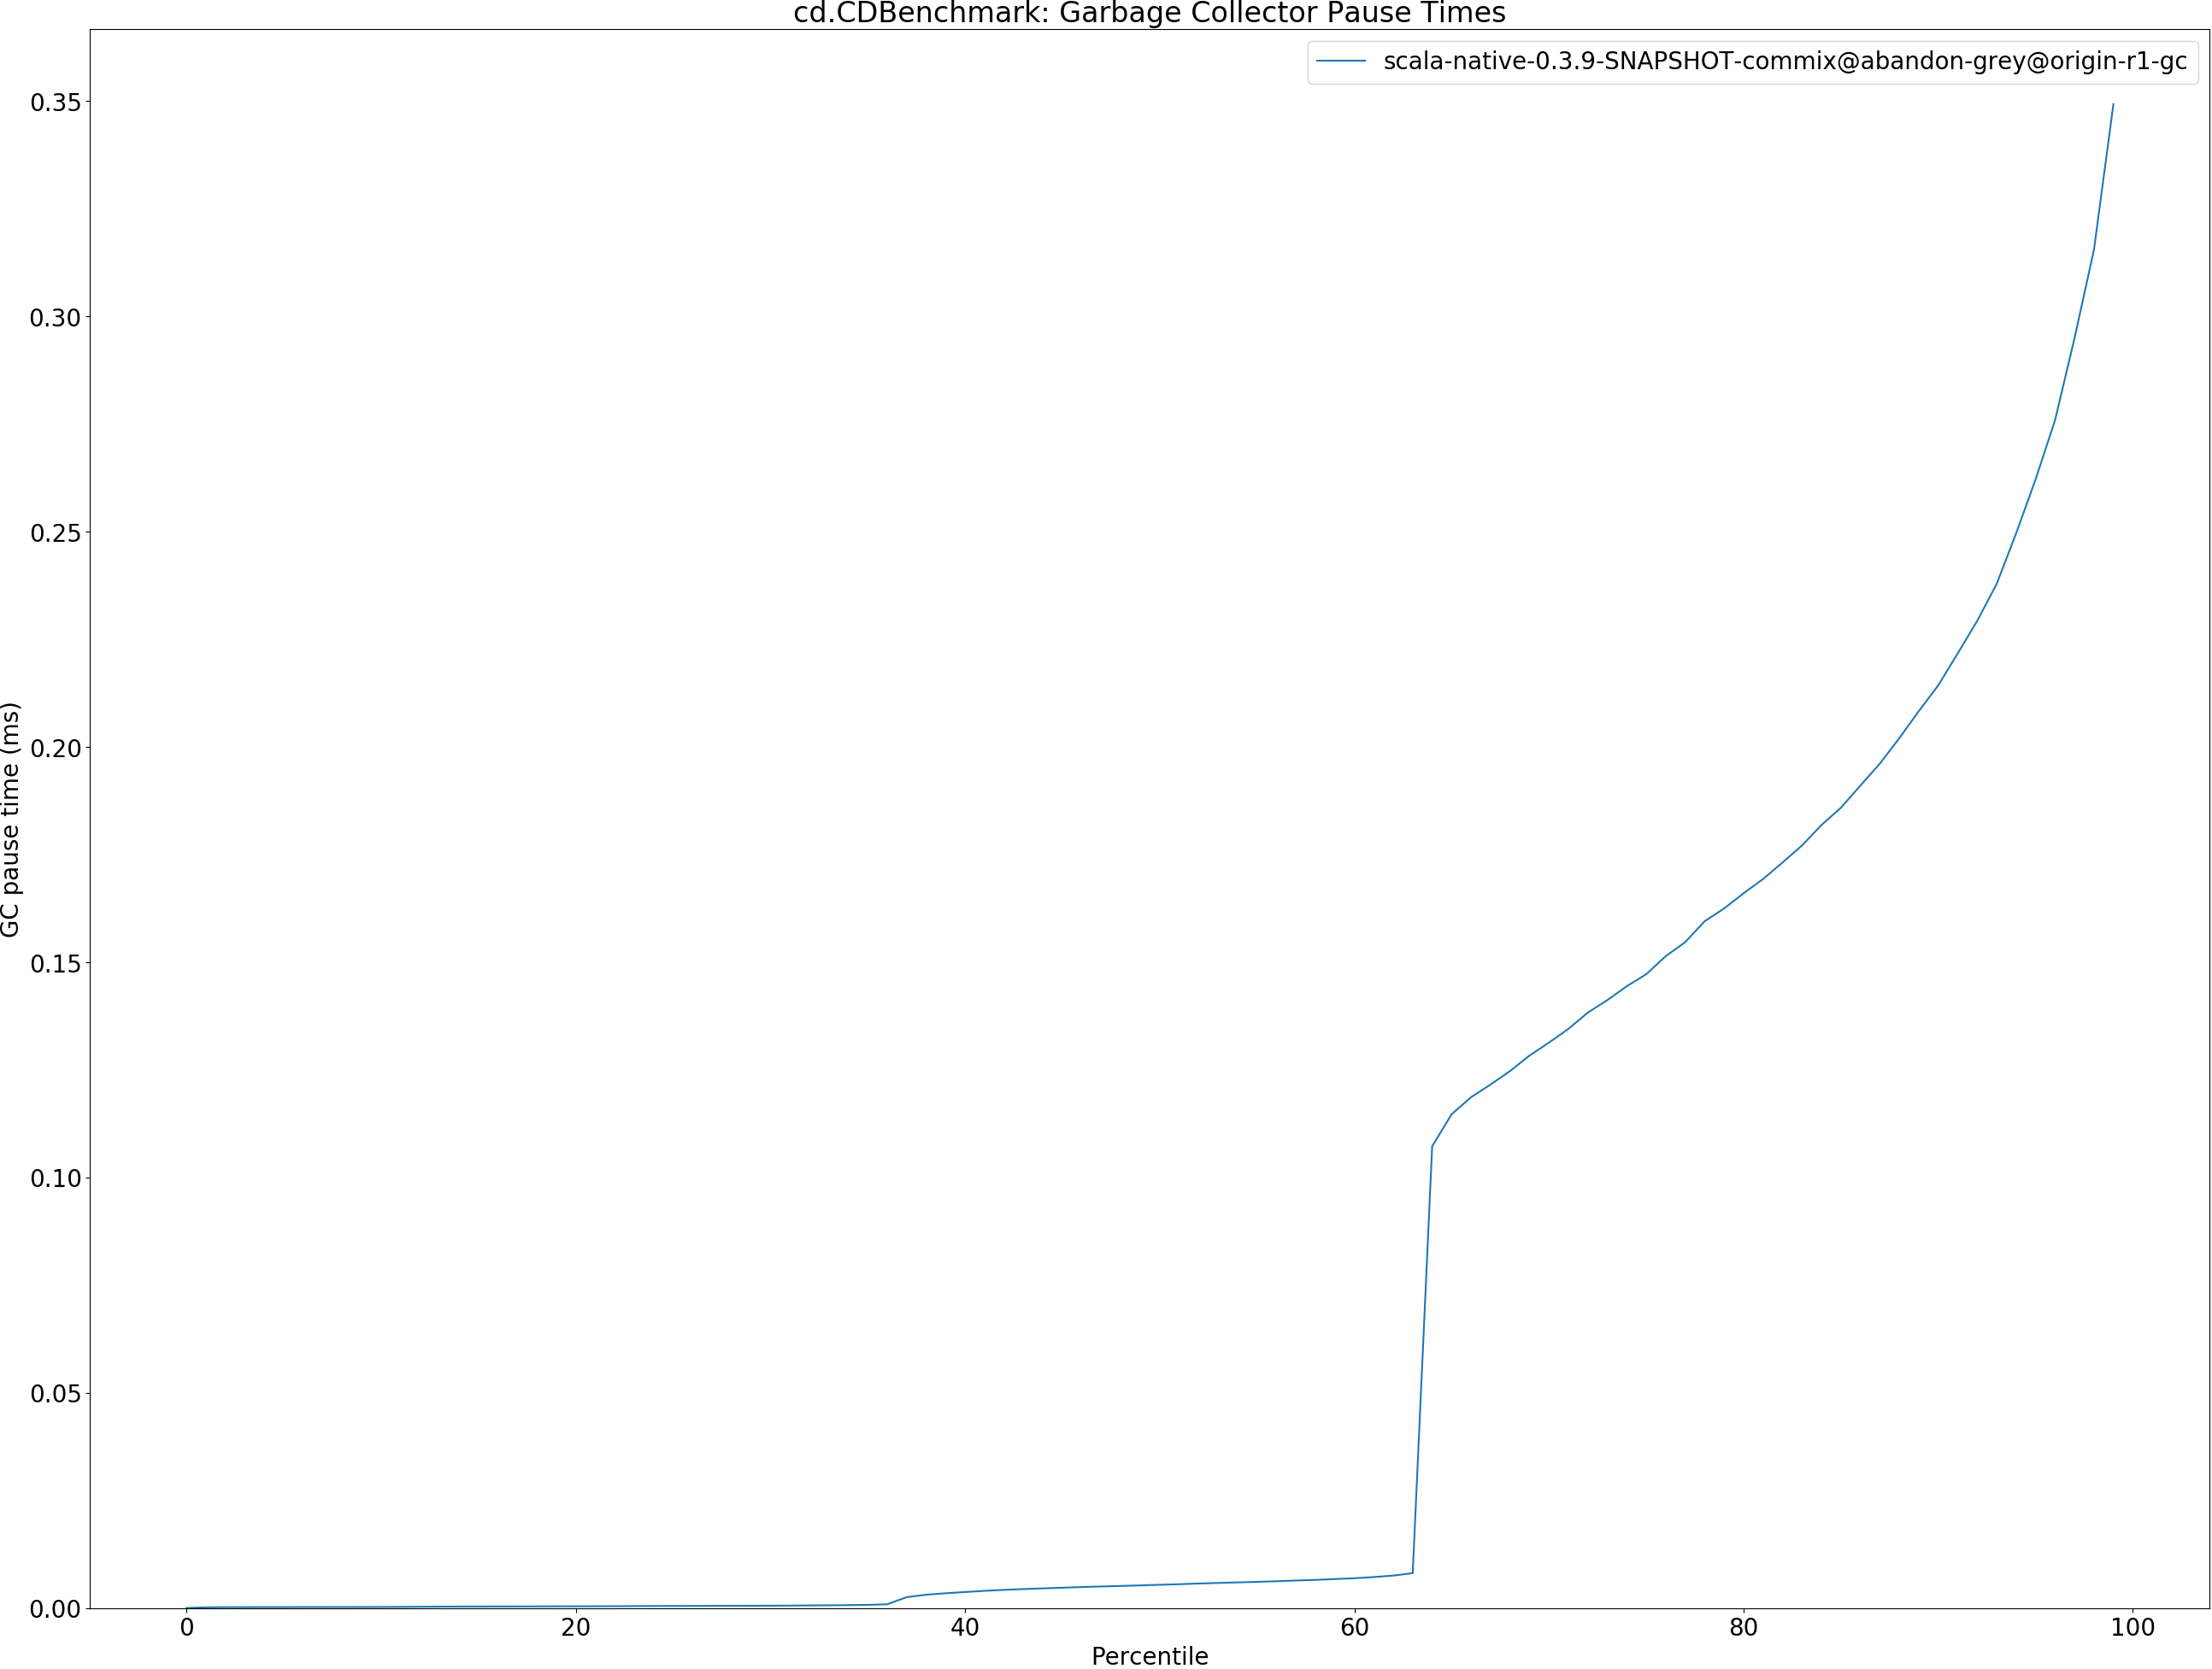 cd.CDBenchmark: Garbage Collector Pause Times
scala-native-0.3.9-SNAPSHOT-commix@abandon-grey@origin-r1-gc
GC pause time (ms)
0.35
0.30
0.25
0.20
0.15
0.10
0.05
0.00
0 20 40 60 80 100
Percentile